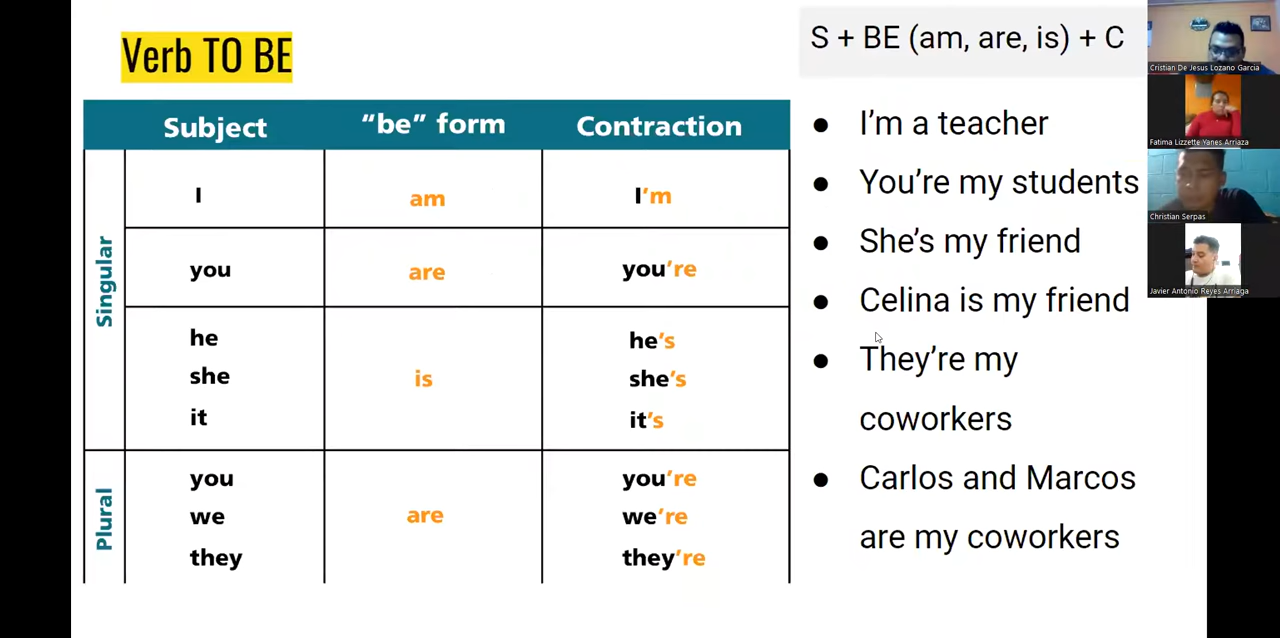 Verb TO BE
S + BE (am, are, is) + C
Subject "be" form Contraction
Singular
I am I'm
you are you're
he he's
she is she's
it it's
Plural
you you're
we are we're
they they're
● I'm a teacher
● You're my students
● She's my friend
● Celina is my friend
● They're my
coworkers
● Carlos and Marcos
are my coworkers
Cristian De Jesus Lozano Garcia
Fatima Lizzette Yanes Arriaza
Christian Serpas
Javier Antonio Reyes Arriaga